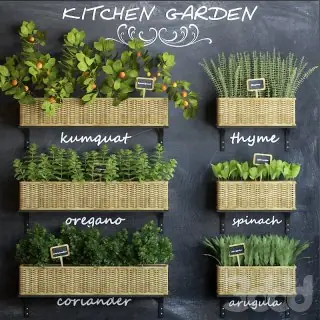 KITCHEN GARDEN
kumquat
thyme
oregano
spinach
coriander
arugula